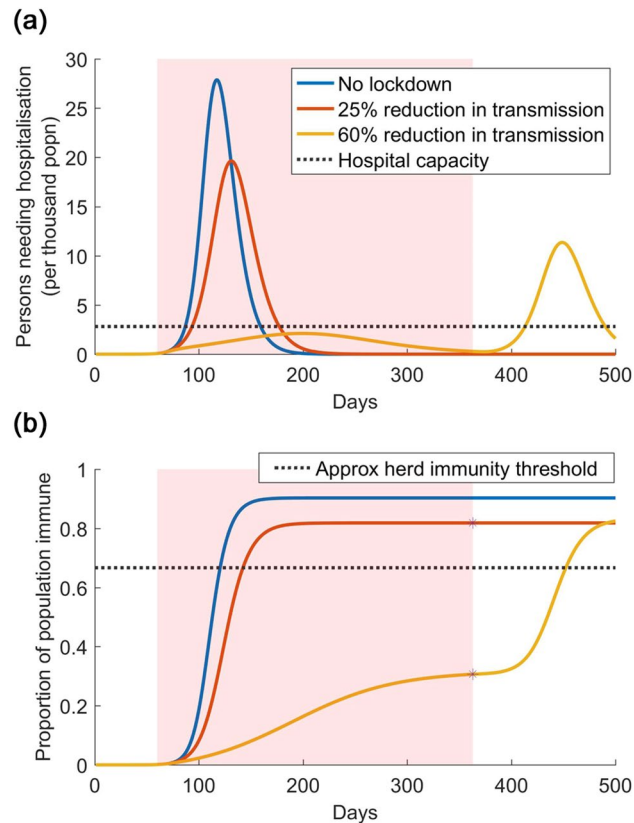 (a)
Persons needing hospitalisation
(per thousand popn)
30
25
20
15
10
5
0
No lockdown
25% reduction in transmission
60% reduction in transmission
Hospital capacity
0 100 200 300 400 500
Days
(b)
Proportion of population immune
1
0.8
0.6
0.4
0.2
0
Approx herd immunity threshold
0 100 200 300 400 500
Days